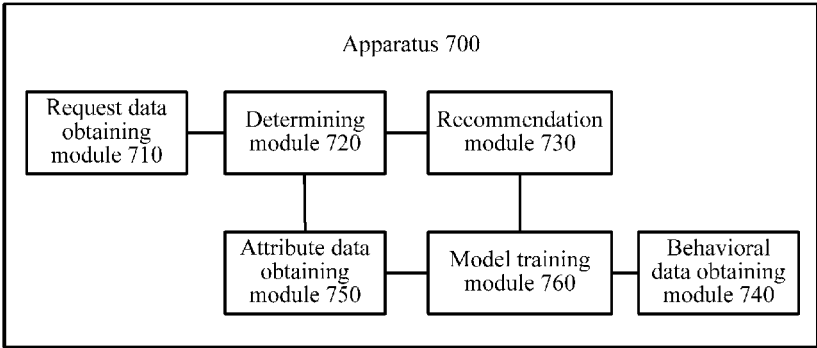 Apparatus 700
Request data
obtaining
module 710
Determining
module 720
Recommendation
module 730
Attribute data
obtaining
module 750
Model training
module 760
Behavioral
data obtaining
module 740